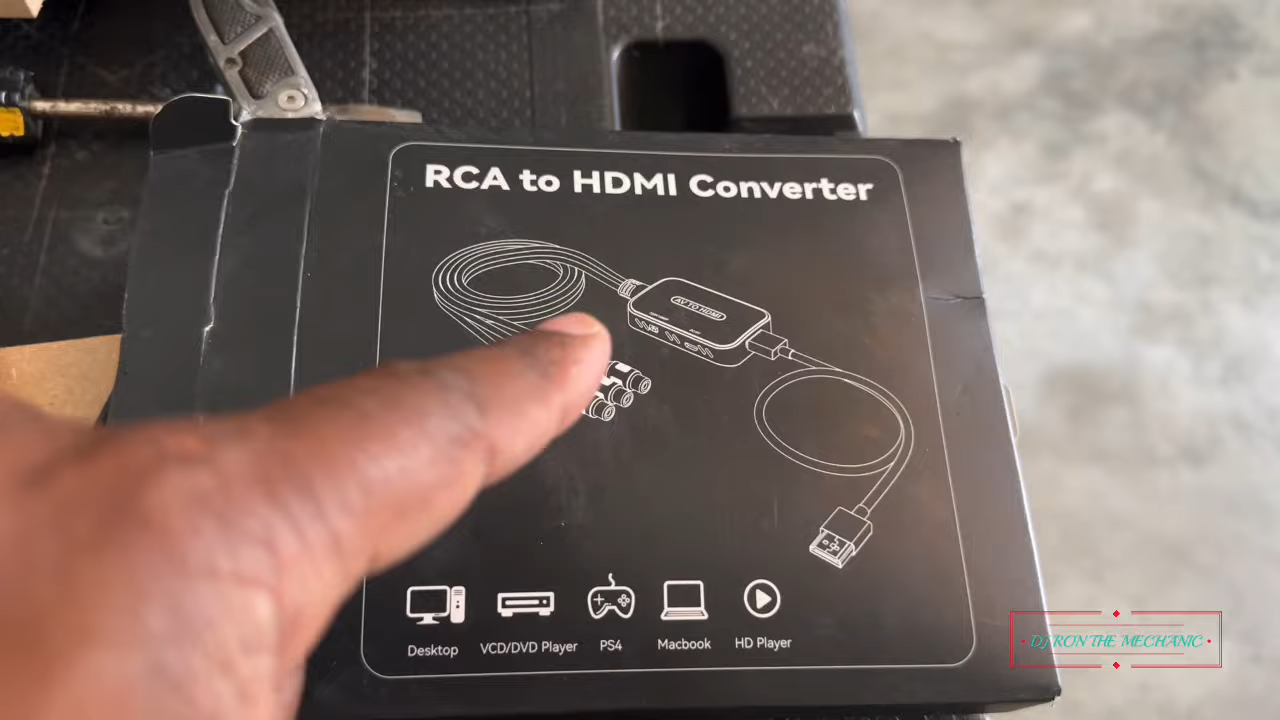 RCA to HDMI Converter
AV TO HDMI
Desktop
VCD/DVD Player
PS4
Macbook
HD Player
DJ RON THE MECHANIC